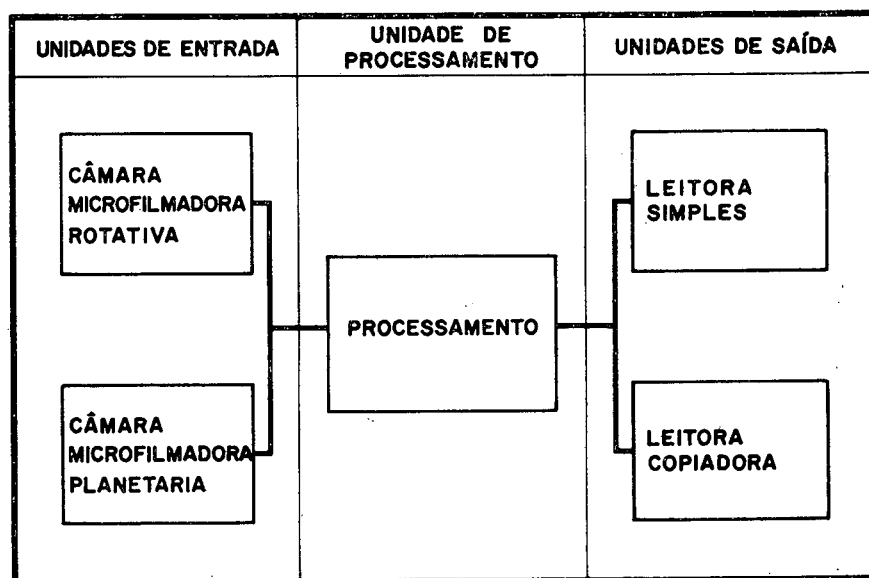 UNIDADES DE ENTRADA
UNIDADE DE
PROCESSAMENTO
UNIDADES DE SAÍDA
CÂMARA
MICROFILMADORA
ROTATIVA
CÂMARA
MICROFILMADORA
PLANETARIA
PROCESSAMENTO
LEITORA
SIMPLES
LEITORA
COPIADORA